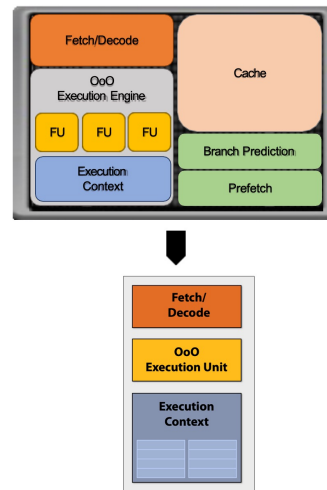 Fetch/Decode
OoO
Execution Engine
FU FU FU
Execution
Context
Cache
Branch Prediction
Prefetch
Fetch/
Decode
OoO
Execution Unit
Execution
Context